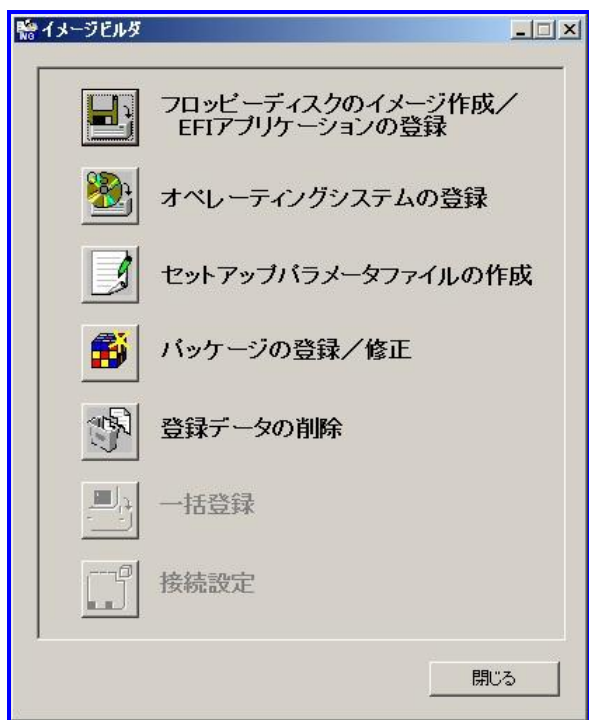 イメージビルダ
フロッピーディスクのイメージ作成／
EFIアプリケーションの登録
オペレーティングシステムの登録
セットアップパラメータファイルの作成
パッケージの登録／修正
登録データの削除
一括登録
接続設定
閉じる